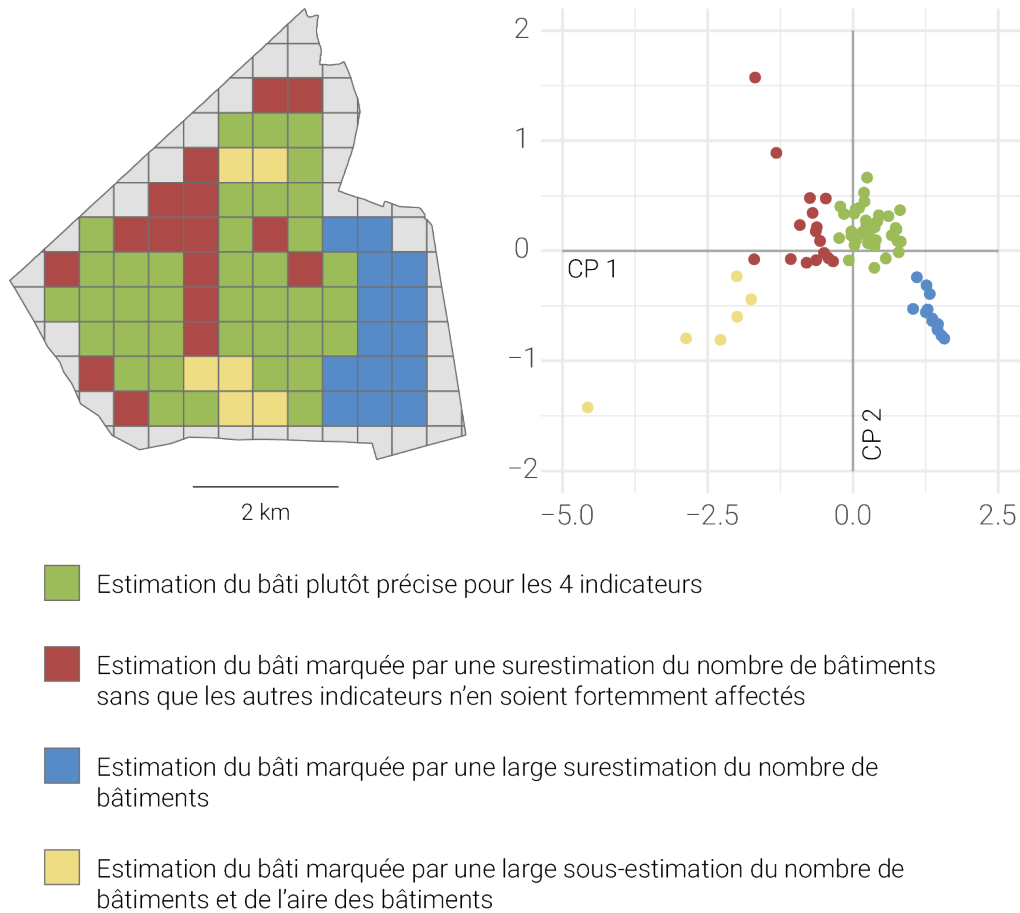 2
1
0
−1
−2
CP 1
CP 2
−5.0 −2.5 0.0 2.5
2 km
Estimation du bâti plutôt précise pour les 4 indicateurs
Estimation du bâti marquée par une surestimation du nombre de bâtiments
sans que les autres indicateurs n'en soient fortemment affectés
Estimation du bâti marquée par une large surestimation du nombre de
bâtiments
Estimation du bâti marquée par une large sous-estimation du nombre de
bâtiments et de l'aire des bâtiments